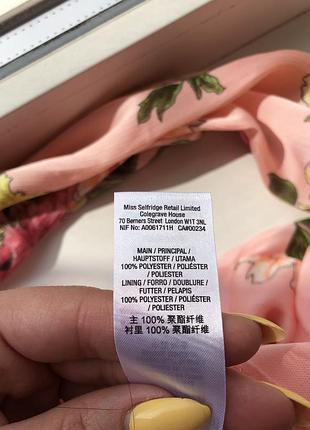 Miss Selfridge Retail Limited
Colegrave House
70 Berners Street London W1T 3NL
NIF No: A0061711H CA#00234
MAIN / PRINCIPAL /
HAUPTSTOFF / UTAMA
100% POLYESTER / POLIÉSTER
/ POLIESTER
LINING / FORRO / DOUBLURE
/ FUTTER / PELAPIS
100% POLYESTER / POLIÉSTER
/ POLIESTER
主 100% 聚酯纤维
衬里 100% 聚酯纤维